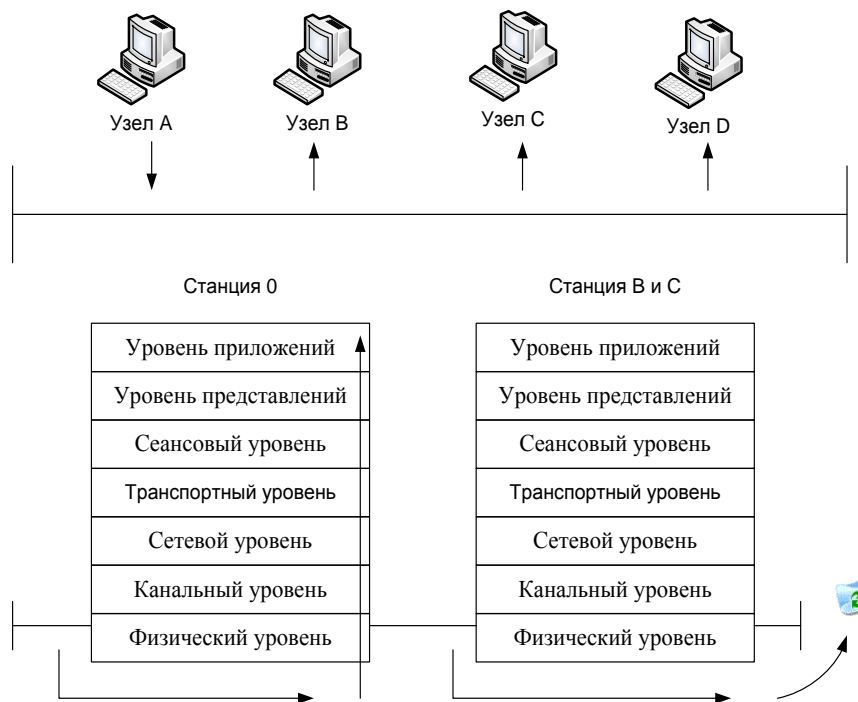 Узел A
Узел B
Узел C
Узел D
Станция 0
Уровень приложений
Уровень представлений
Сеансовый уровень
Транспортный уровень
Сетевой уровень
Канальный уровень
Физический уровень
Станция B и C
Уровень приложений
Уровень представлений
Сеансовый уровень
Транспортный уровень
Сетевой уровень
Канальный уровень
Физический уровень